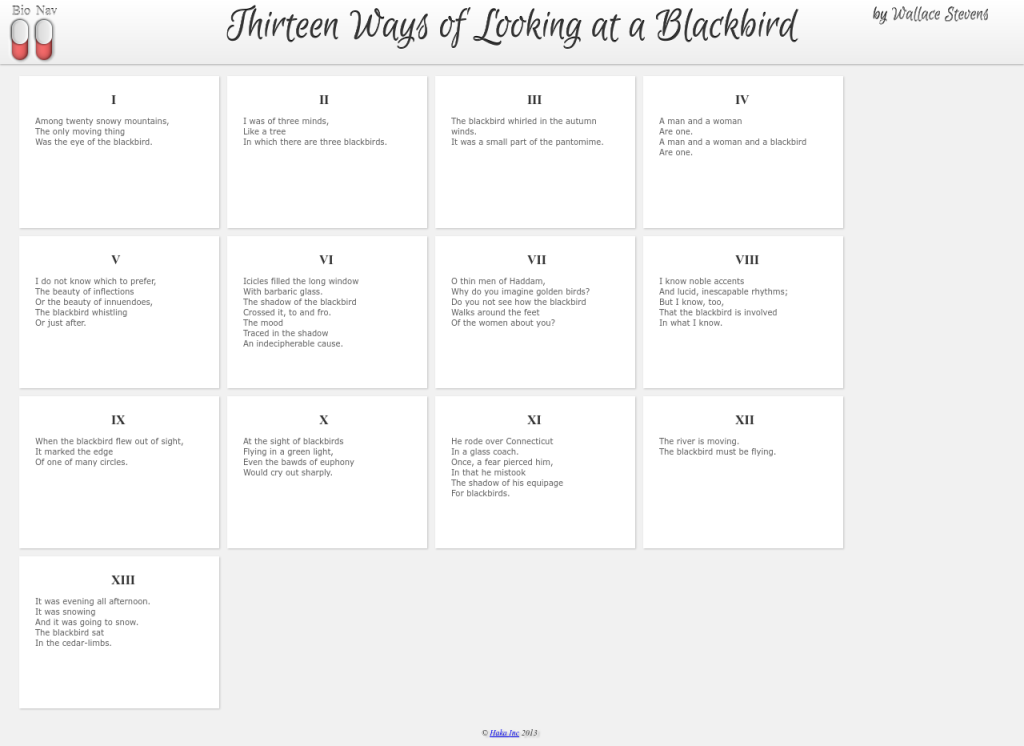 Bio Nav
Thirteen Ways of Looking at a Blackbird
by Wallace Stevens
I
Among twenty snowy mountains,
The only moving thing
Was the eye of the blackbird.
II
I was of three minds,
Like a tree
In which there are three blackbirds.
III
The blackbird whirled in the autumn
winds.
It was a small part of the pantomime.
IV
A man and a woman
Are one.
A man and a woman and a blackbird
Are one.
V
I do not know which to prefer,
The beauty of inflections
Or the beauty of innuendoes,
The blackbird whistling
Or just after.
VI
Icicles filled the long window
With barbaric glass.
The shadow of the blackbird
Crossed it, to and fro.
The mood
Traced in the shadow
An indecipherable cause.
VII
O thin men of Haddam,
Why do you imagine golden birds?
Do you not see how the blackbird
Walks around the feet
Of the women about you?
VIII
I know noble accents
And lucid, inescapable rhythms;
But I know, too,
That the blackbird is involved
In what I know.
IX
When the blackbird flew out of sight,
It marked the edge
Of one of many circles.
X
At the sight of blackbirds
Flying in a green light,
Even the bawds of euphony
Would cry out sharply.
XI
He rode over Connecticut
In a glass coach.
Once, a fear pierced him,
In that he mistook
The shadow of his equipage
For blackbirds.
XII
The river is moving.
The blackbird must be flying.
XIII
It was evening all afternoon.
It was snowing
And it was going to snow.
The blackbird sat
In the cedar-limbs.
© Haka Inc 2013